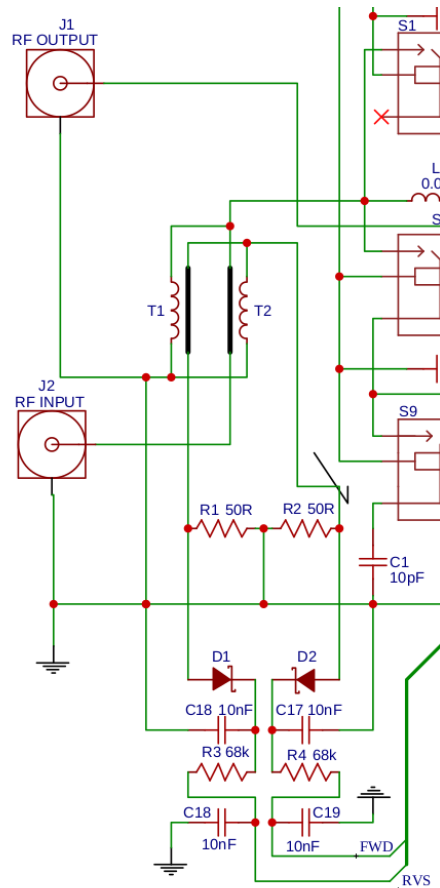 J1
RF OUTPUT
S1
L
0.0
S
T1
T2
J2
RF INPUT
S9
R1 50R
R2 50R
C1
10pF
D1
D2
C18 10nF
C17 10nF
R3 68k
R4 68k
C18
10nF
C19
10nF
FWD
RVS